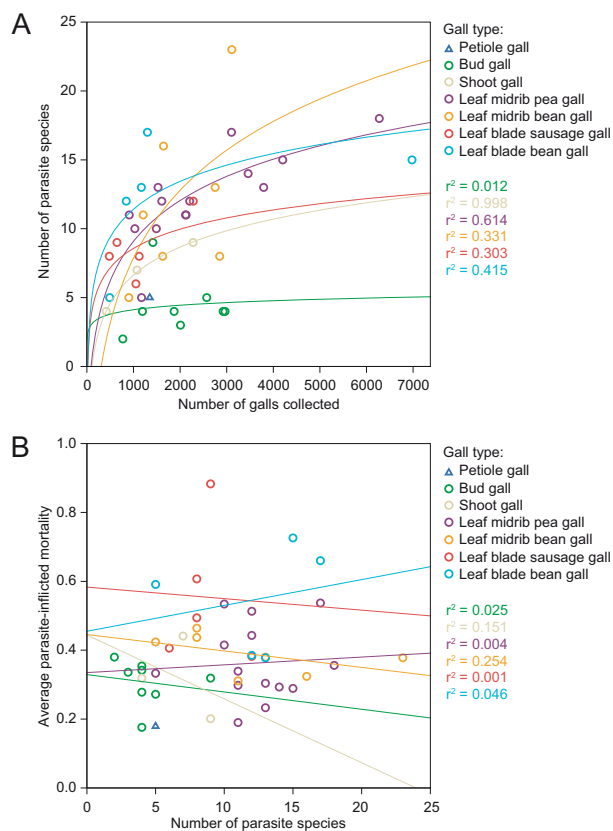 A
Number of parasite species
25
20
15
10
5
0
0 1000 2000 3000 4000 5000 6000 7000
Number of galls collected
Gall type:
Petiole gall
Bud gall
Shoot gall
Leaf midrib pea gall
Leaf midrib bean gall
Leaf blade sausage gall
Leaf blade bean gall
r² = 0.012
r² = 0.998
r² = 0.614
r² = 0.331
r² = 0.303
r² = 0.415
B
Average parasite-inflicted mortality
1.0
0.8
0.6
0.4
0.2
0.0
0 5 10 15 20 25
Number of parasite species
Gall type:
Petiole gall
Bud gall
Shoot gall
Leaf midrib pea gall
Leaf midrib bean gall
Leaf blade sausage gall
Leaf blade bean gall
r² = 0.025
r² = 0.151
r² = 0.004
r² = 0.254
r² = 0.001
r² = 0.046